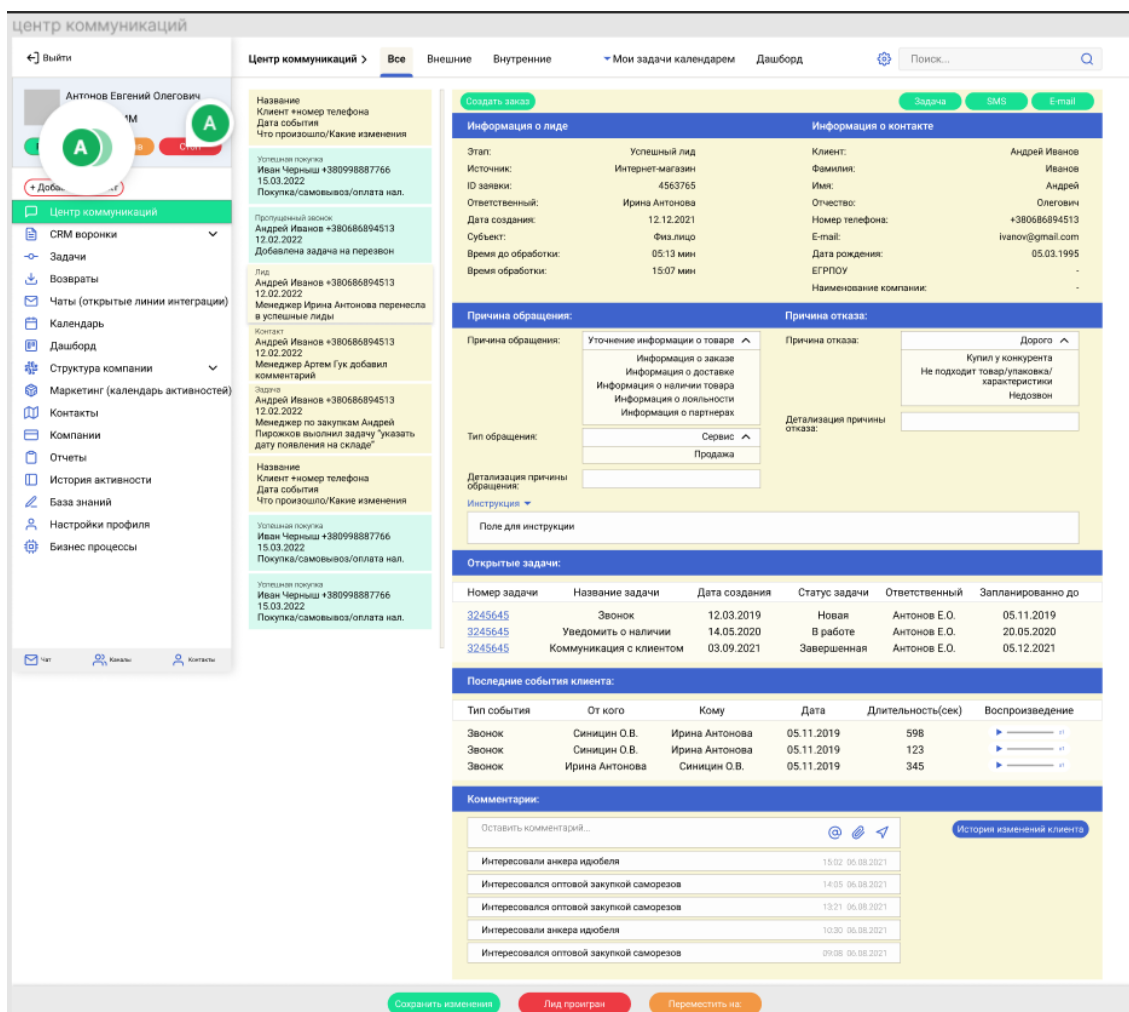 центр коммуникаций
Выйти
Антонов Евгений Олегович
+ Доба
Центр коммуникаций
CRM воронки
Задачи
Возвраты
Чаты (открытые линии интеграции)
Календарь
Дашборд
Структура компании
Маркетинг (календарь активностей)
Контакты
Компании
Отчеты
История активности
База знаний
Настройки профиля
Бизнес процессы
Чат Каналы Контакты
Центр коммуникаций > Все Внешние Внутренние Мои задачи календарем Дашборд Поиск...
A
A
Название
Клиент +номер телефона
Дата события
Что произошло/Какие изменения
Успешная покупка
Иван Черныш +380998887766
15.03.2022
Покупка/самовывоз/оплата нал.
Пропущенный звонок
Андрей Иванов +380686894513
12.02.2022
Добавлена задача на перезвон
Лид
Андрей Иванов +380686894513
12.02.2022
Менеджер Ирина Антонова перенесла
в успешные лиды
Контакт
Андрей Иванов +380686894513
12.02.2022
Менеджер Артем Гук добавил
комментарий
Задача
Андрей Иванов +380686894513
12.02.2022
Менеджер по закупкам Андрей
Пирожков выолнил задачу "указать
дату появления на складе"
Название
Клиент +номер телефона
Дата события
Что произошло/Какие изменения
Успешная покупка
Иван Черныш +380998887766
15.03.2022
Покупка/самовывоз/оплата нал.
Успешная покупка
Иван Черныш +380998887766
15.03.2022
Покупка/самовывоз/оплата нал.
Создать заказ Задача SMS E-mail
Информация о лиде Информация о контакте
Этап: Успешный лид Клиент: Андрей Иванов
Источник: Интернет-магазин Фамилия: Иванов
ID заявки: 4563765 Имя: Андрей
Ответственный: Ирина Антонова Отчество: Олегович
Дата создания: 12.12.2021 Номер телефона: +380686894513
Субъект: Физ.лицо E-mail: ivanov@gmail.com
Время до обработки: 05:13 мин Дата рождения: 05.03.1995
Время обработки: 15:07 мин ЕГРПОУ -
Наименование компании: -
Причина обращения: Причина отказа:
Причина обращения: Уточнение информации о товаре Причина отказа: Дорого
Информация о заказе
Информация о доставке
Информация о наличии товара
Информация о лояльности
Информация о партнерах
Купил у конкурента
Не подходит товар/упаковка/
характеристики
Недозвон
Тип обращения: Сервис
Продажа
Детализация причины
отказа:
Детализация причины
обращения:
Инструкция
Поле для инструкции
Открытые задачи:
Номер задачи Название задачи Дата создания Статус задачи Ответственный Запланированно до
3245645 Звонок 12.03.2019 Новая Антонов Е.О. 05.11.2019
3245645 Уведомить о наличии 14.05.2020 В работе Антонов Е.О. 20.05.2020
3245645 Коммуникация с клиентом 03.09.2021 Завершенная Антонов Е.О. 05.12.2021
Последние события клиента:
Тип события От кого Кому Дата Длительность(сек) Воспроизведение
Звонок Синицин О.В. Ирина Антонова 05.11.2019 598
Звонок Синицин О.В. Ирина Антонова 05.11.2019 123
Звонок Ирина Антонова Синицин О.В. 05.11.2019 345
Комментарии:
Оставить комментарий... История изменений клиента
Интересовали анкера идюбеля 15:02 06.08.2021
Интересовался оптовой закупкой саморезов 14:05 06.08.2021
Интересовался оптовой закупкой саморезов 13:21 06.08.2021
Интересовали анкера идюбеля 10:30 06.08.2021
Интересовался оптовой закупкой саморезов 09:08 06.08.2021
Сохранить изменения Лид проигран Переместить на: